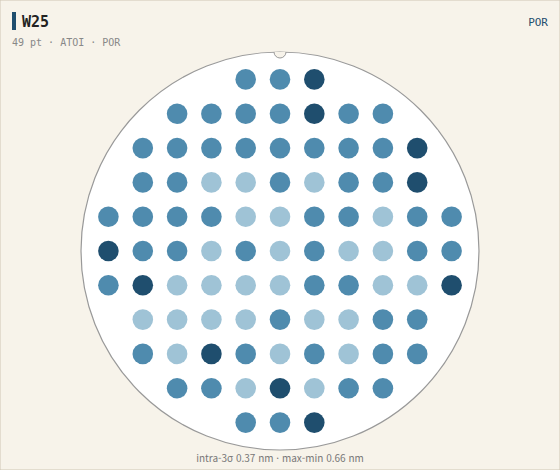 W25
POR
49 pt · ATOI · POR
intra-3σ 0.37 nm · max-min 0.66 nm